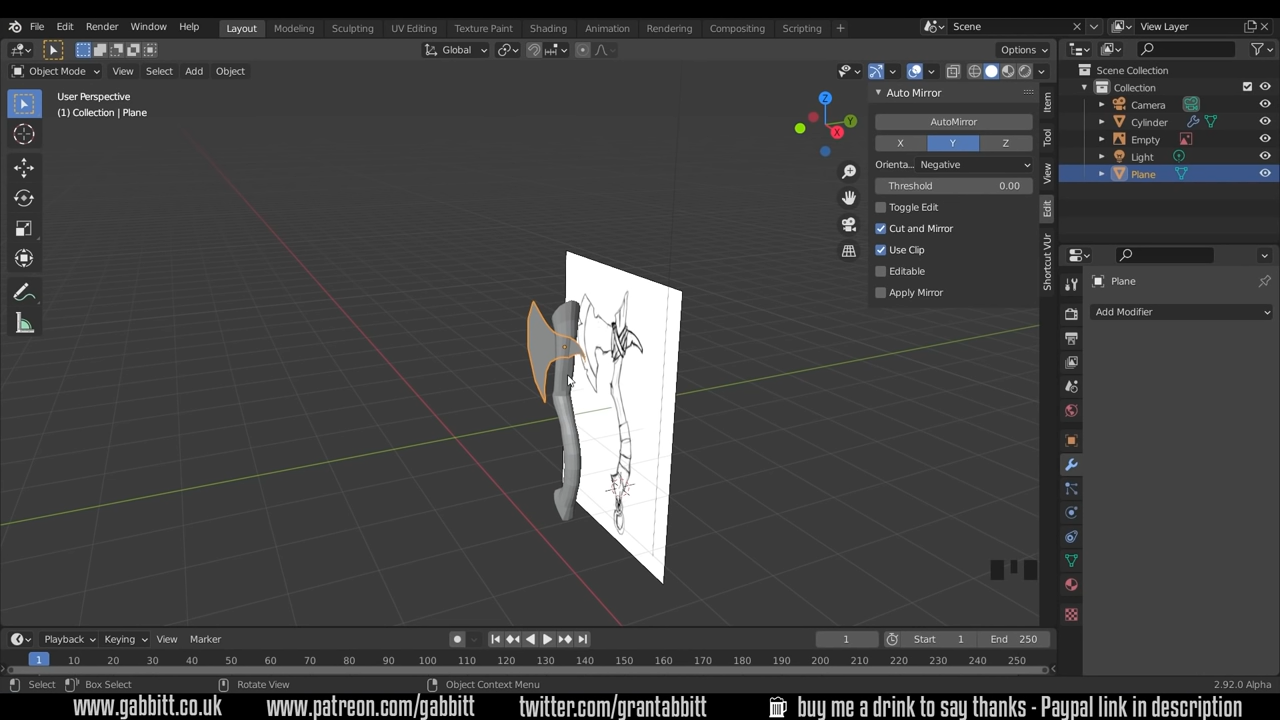 File Edit Render Window Help Layout Modeling Sculpting UV Editing Texture Paint Shading Animation Rendering Compositing Scripting + Scene View Layer
Global Options
Object Mode View Select Add Object
User Perspective
(1) Collection | Plane
Z
Y
X
Auto Mirror
AutoMirror
X Y Z
Orienta... Negative
Threshold 0.00
Toggle Edit
Cut and Mirror
Use Clip
Editable
Apply Mirror
Item
Tool
View
Edit
Shortcut VUr
Scene Collection
Collection
Camera
Cylinder
Empty
Light
Plane
Plane
Add Modifier
Playback Keying View Marker 1 Start 1 End 250
1 10 20 30 40 50 60 70 80 90 100 110 120 130 140 150 160 170 180 190 200 210 220 230 240 250
Select Box Select Rotate View Object Context Menu 2.92.0 Alpha
www.gabbitt.co.uk www.patreon.com/gabbitt twitter.com/grantabbitt buy me a drink to say thanks - Paypal link in description